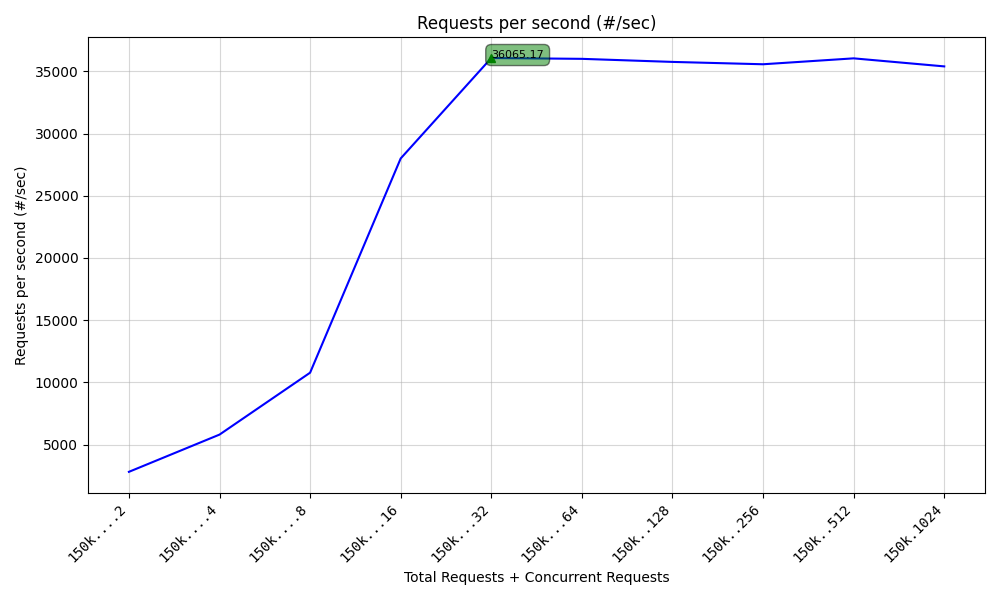 Requests per second (#/sec)
36065.17
35000
30000
25000
20000
15000
10000
5000
Requests per second (#/sec)
150k....2
150k....4
150k....8
150k...16
150k...32
150k...64
150k..128
150k..256
150k..512
150k.1024
Total Requests + Concurrent Requests